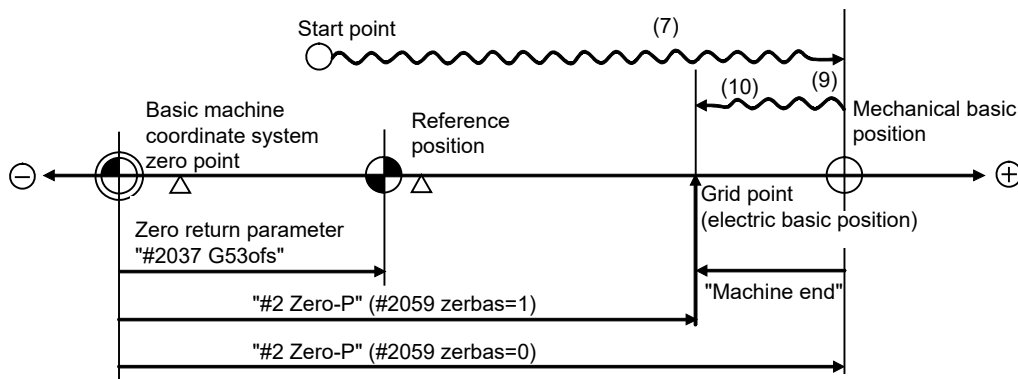 Start point
(7)
(10)
(9)
Basic machine
coordinate system
zero point
Reference
position
Mechanical basic
position
−
+
Grid point
(electric basic position)
Zero return parameter
"#2037 G53ofs"
"Machine end"
"#2 Zero-P" (#2059 zerbas=1)
"#2 Zero-P" (#2059 zerbas=0)